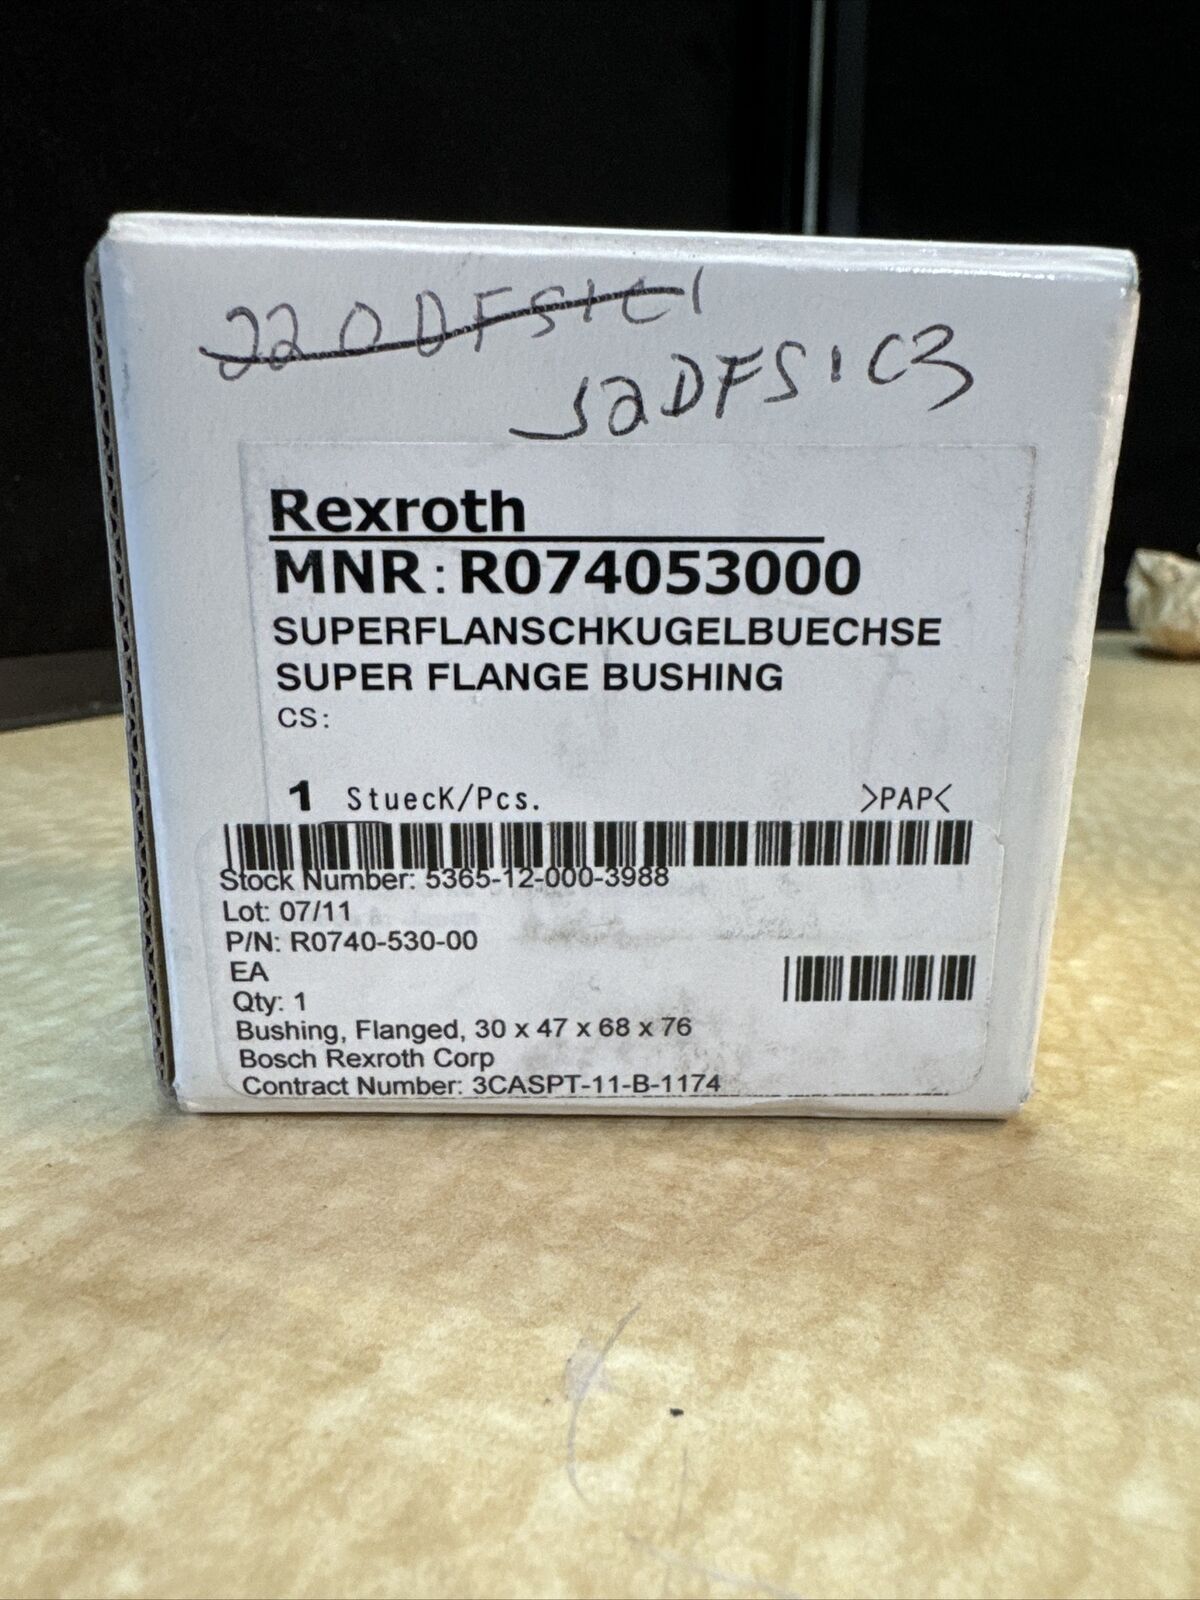 220DFS1C1
52DFS1C3
Rexroth
MNR: R074053000
SUPERFLANSCHKUGELBUECHSE
SUPER FLANGE BUSHING
CS:
1 StuecK/Pcs. >PAP<
Stock Number: 5365-12-000-3988
Lot: 07/11
P/N: R0740-530-00
EA
Qty: 1
Bushing, Flanged, 30 x 47 x 68 x 76
Bosch Rexroth Corp
Contract Number: 3CASPT-11-B-1174